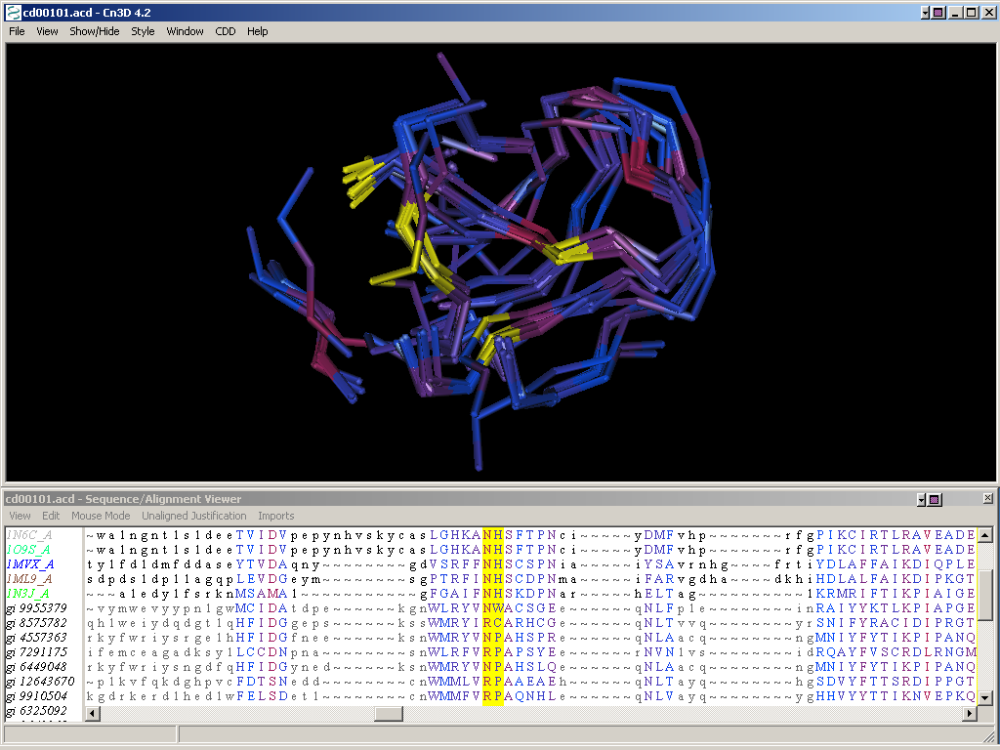 cd00101.acd - Cn3D 4.2
File View Show/Hide Style Window CDD Help
cd00101.acd - Sequence/Alignment Viewer
View Edit Mouse Mode Unaligned Justification Imports
1N6C_A ~walngntlsldeeTVIDVpepynhvskycasLGHKANHSFTPNci~~~~~yDMFvhp~~~~~~~rfgPIKCIRTLRAVEADE
1O9S_A ~walngntlsldeeTVIDVpepynhvskycasLGHKANHSFTPNci~~~~~yDMFvhp~~~~~~~rfgPIKCIRTLRAVEADE
1MVX_A tylfdldmfddaseYTVDAqny~~~~~~~~gdVSRFFNHSCSPNia~~~~~iYSAvrnhg~~~~frtiYDLAFFAIKDIQPLE
1ML9_A sdpdsldpllagqpLEVDGeym~~~~~~~~sgPTRFINHSCDPNma~~~~~iFARvgdha~~~~dkhiHDLALFAIKDIPKGT
1N3J_A ~~~aledylfsrknMSAMAl~~~~~~~~~~sgFGAIFNHSKDPNar~~~~~hELTag~~~~~~~~~~lKRMRIFTIKPIAIGE
gi 9955379 ~vymwevyypnlgwMCIDAtdpe~~~~~~~kgnWLRYVNWACSGEe~~~~~~qNLFple~~~~~~~~inRAIYYKTLKPIAPGE
gi 8575782 qhlweiydqdgtlqHFIDGgeps~~~~~~~kssWMRYIRCARHCGe~~~~~~qNLTvvq~~~~~~~~yrSNIFYRACIDIPRGT
gi 4557363 rkyfwriysrgelhHFIDGfnee~~~~~~~ksnWMRYVNPAHSPRe~~~~~~qNLAacq~~~~~~~~ngMNIYFYTIKPIPANQ
gi 7291175 ifemceagadksylLCCDNpna~~~~~~~~snWLRFVRPAPSYEe~~~~~~rNVNlvs~~~~~~~~idRQAYFVSCRDLRNGM
gi 6449048 rkyfwriysngdfqHFIDGyned~~~~~~~ksnWMRYVNPAHSLQe~~~~~~qNLAacq~~~~~~~~ngMNIYFYTIKPIPANQ
gi 12643670 ~plkvfqkdghpvcFDTSNedd~~~~~~~~cnWMMLVRPAAEAEh~~~~~~qNLTayq~~~~~~~~hgSDVYFTTSRDIPPGT
gi 9910504 kgdrkerdlhedlwFELSDetl~~~~~~~~cnWMMFVRPAQNHLe~~~~~~qNLVayq~~~~~~~~ygHHVYYTTIKNVEPKQ
gi 6325092